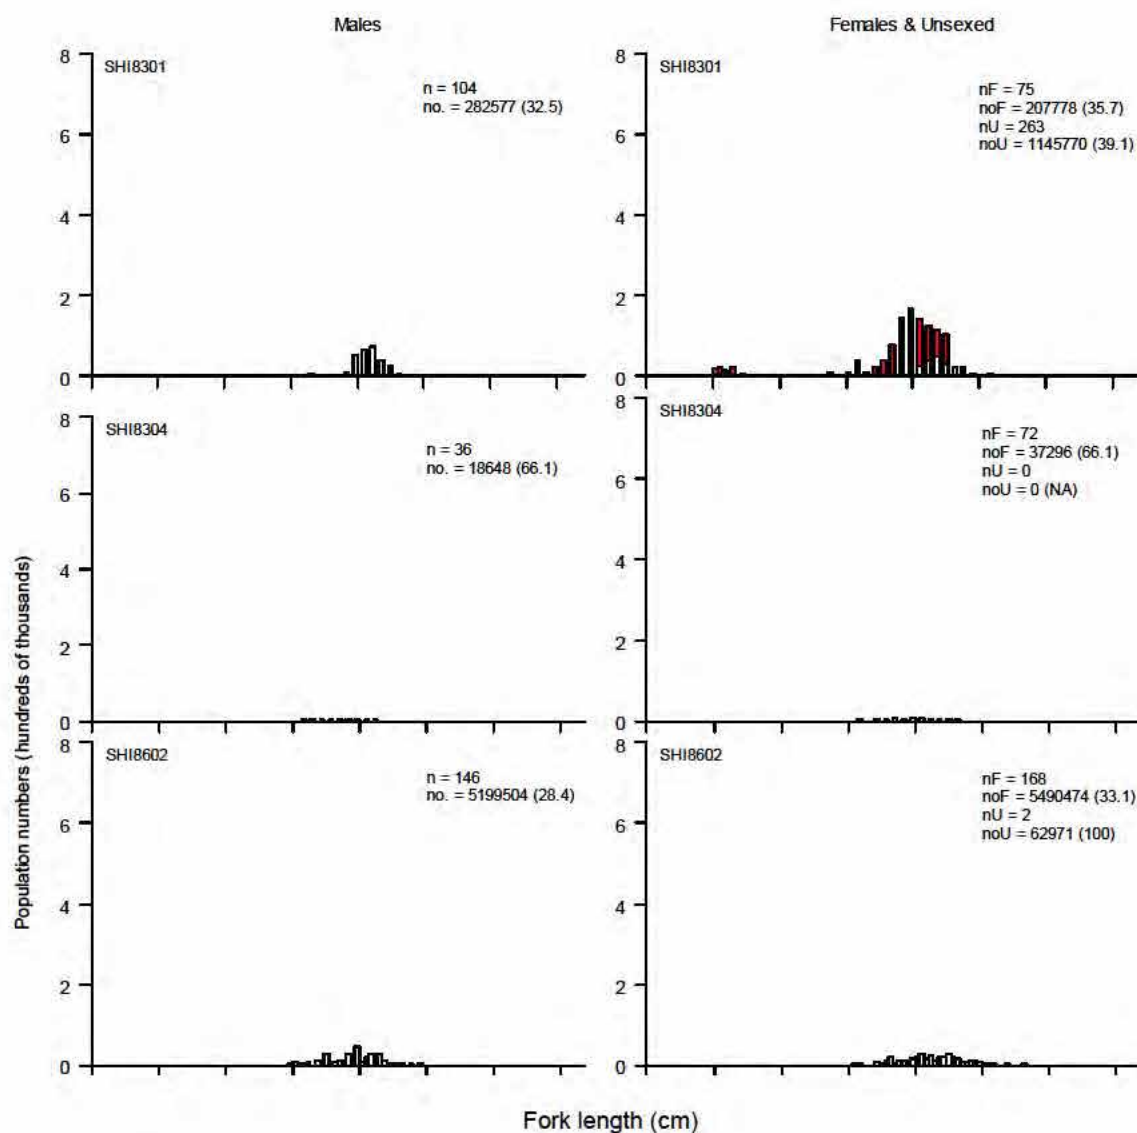 Males
Females & Unsexed
8
6
4
2
0
SHI8301
n = 104
no. = 282577 (32.5)
8
6
4
2
0
SHI8301
nF = 75
noF = 207778 (35.7)
nU = 263
noU = 1145770 (39.1)
8
6
4
2
0
SHI8304
n = 36
no. = 18648 (66.1)
8
6
4
2
0
SHI8304
nF = 72
noF = 37296 (66.1)
nU = 0
noU = 0 (NA)
8
6
4
2
0
SHI8602
n = 146
no. = 5199504 (28.4)
8
6
4
2
0
SHI8602
nF = 168
noF = 5490474 (33.1)
nU = 2
noU = 62971 (100)
Population numbers (hundreds of thousands)
Fork length (cm)